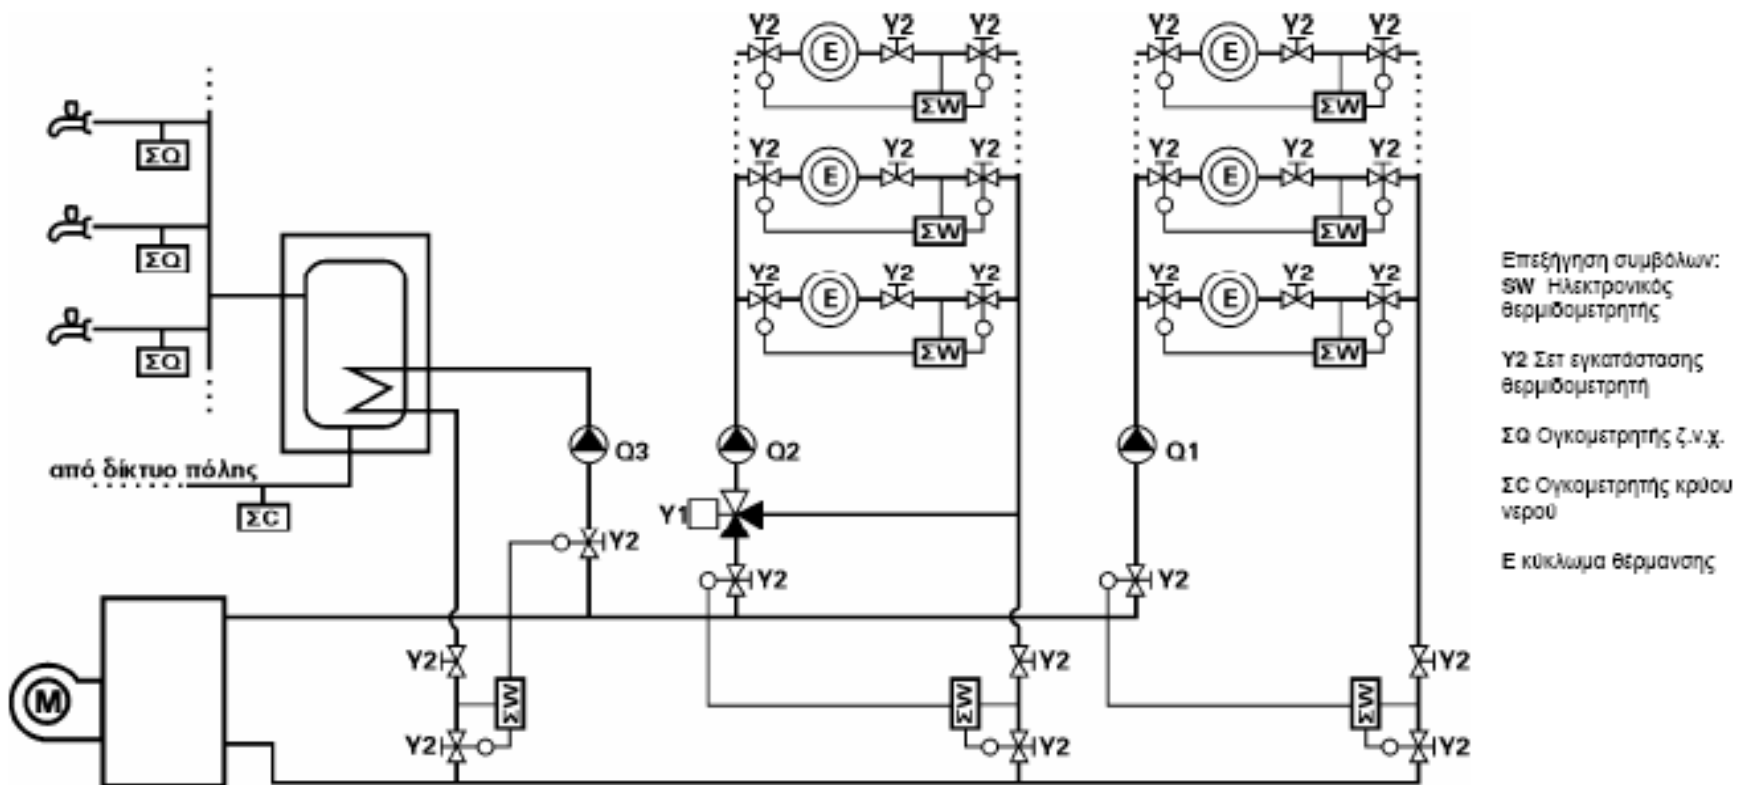 Y2 Y2 Y2 Y2 Y2 Y2
E E
ΣW ΣW
ΣQ
Y2 Y2 Y2 Y2 Y2 Y2
E E
ΣW ΣW
ΣQ
Y2 Y2 Y2 Y2 Y2 Y2
E E
ΣW ΣW
ΣQ
Επεξήγηση συμβόλων:
SW Ηλεκτρονικός
θερμιδομετρητής
Y2 Σετ εγκατάστασης
θερμιδομετρητή
ΣQ Ογκομετρητής ζ.ν.χ.
ΣC Ογκομετρητής κρύου
νερού
E κύκλωμα θέρμανσης
Q3 Q2 Q1
από δίκτυο πόλης
ΣC
Y1
Y2
Y2 Y2
Y2 Y2 Y2
M
ΣW ΣW ΣW
Y2 Y2 Y2